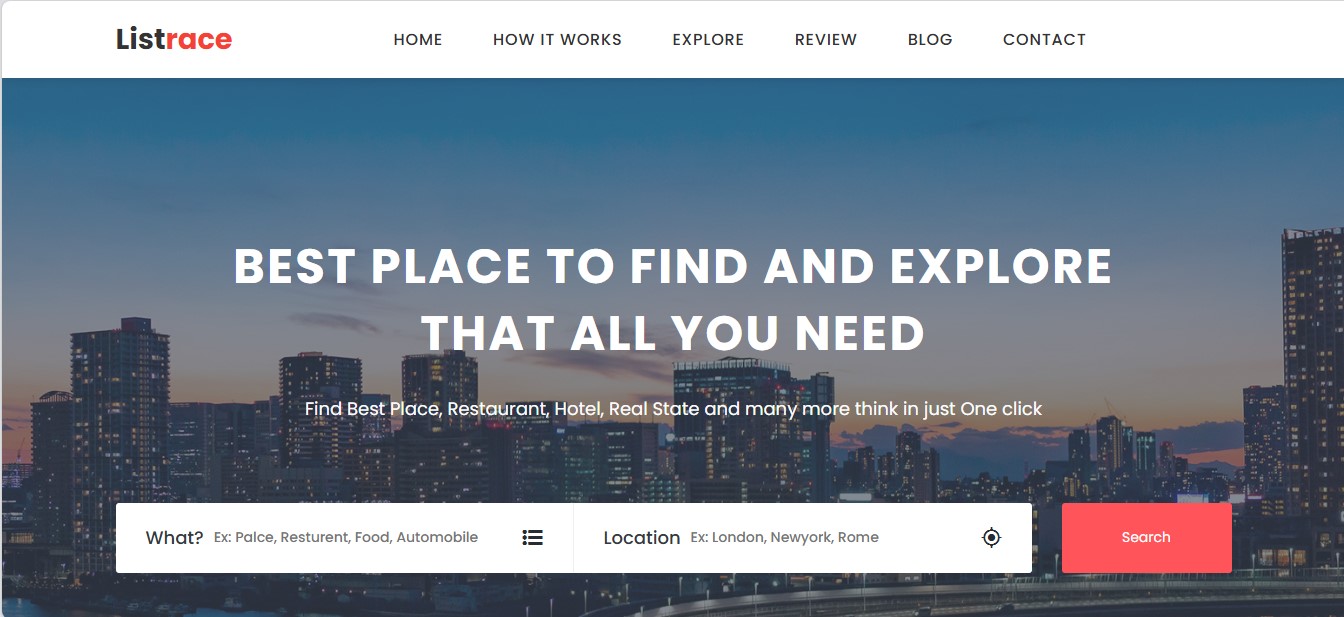 Listrace
HOME HOW IT WORKS EXPLORE REVIEW BLOG CONTACT
BEST PLACE TO FIND AND EXPLORE
THAT ALL YOU NEED
Find Best Place, Restaurant, Hotel, Real State and many more think in just One click
What? Ex: Palce, Resturent, Food, Automobile Location Ex: London, Newyork, Rome Search